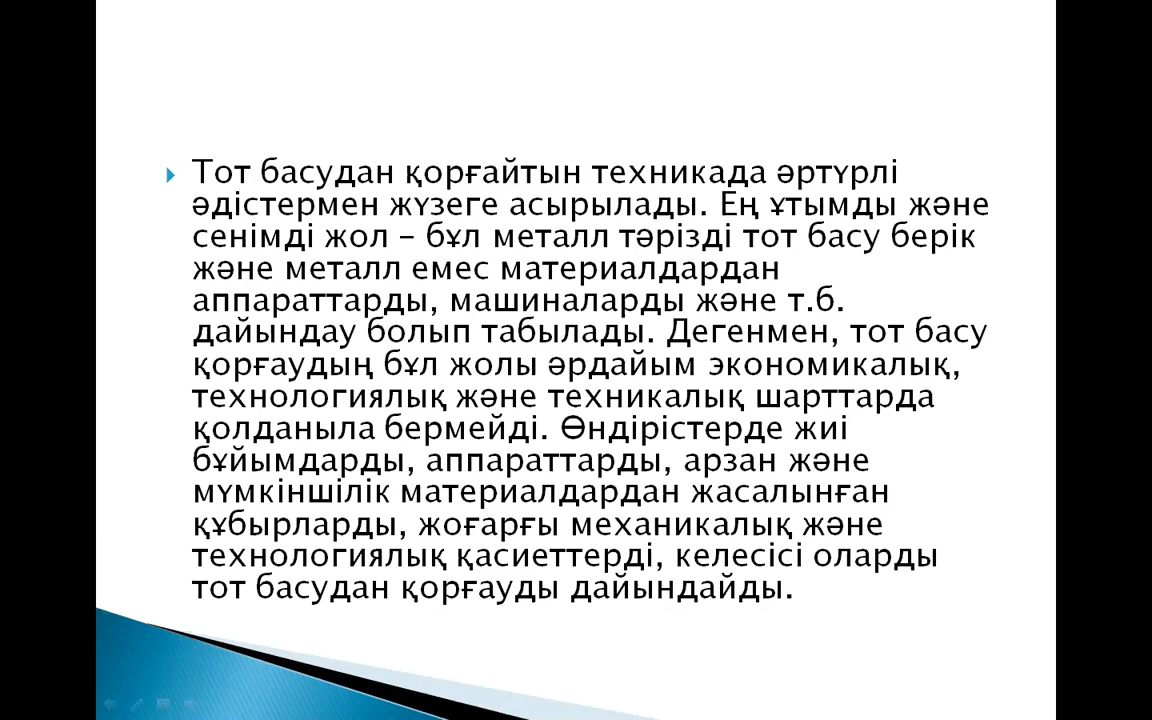 Тот басудан қорғайтын техникада әртүрлі
әдістермен жүзеге асырылады. Ең ұтымды және
сенімді жол – бұл металл тәрізді тот басу берік
және металл емес материалдардан
аппараттарды, машиналарды және т.б.
дайындау болып табылады. Дегенмен, тот басу
қорғаудың бұл жолы әрдайым экономикалық,
технологиялық және техникалық шарттарда
қолданыла бермейді. Өндірістерде жиі
бұйымдарды, аппараттарды, арзан және
мүмкіншілік материалдардан жасалынған
құбырларды, жоғарғы механикалық және
технологиялық қасиеттерді, келесісі оларды
тот басудан қорғауды дайындайды.